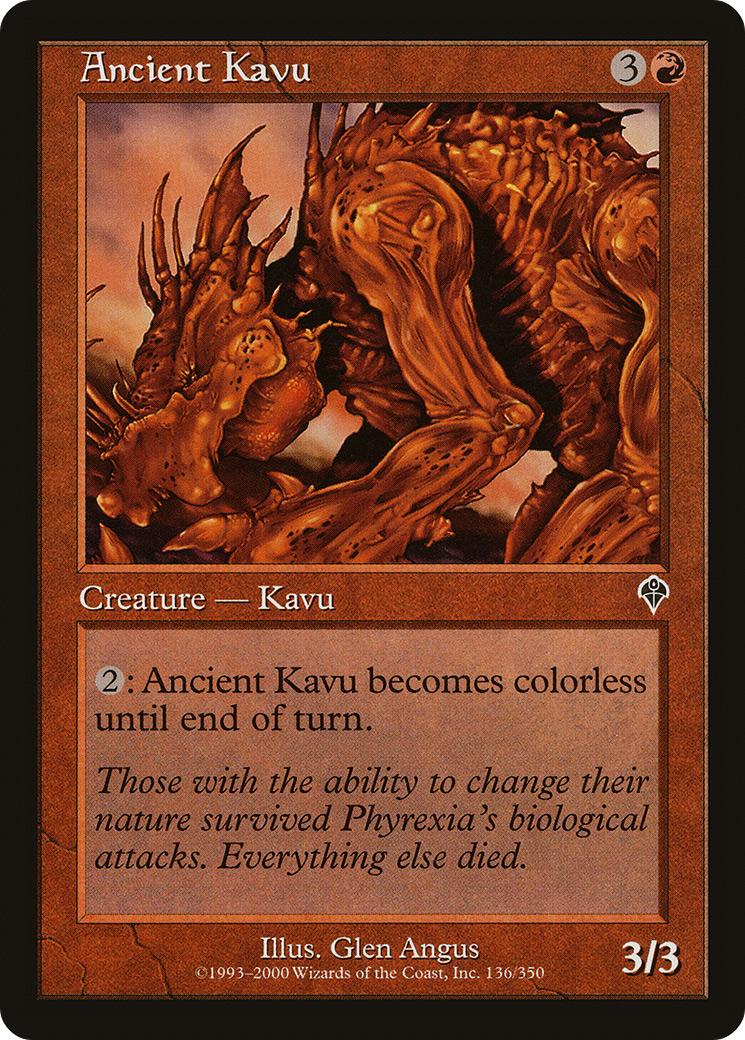 Ancient Kavu
3
Creature — Kavu
2: Ancient Kavu becomes colorless
until end of turn.
Those with the ability to change their
nature survived Phyrexia's biological
attacks. Everything else died.
Illus. Glen Angus
©1993–2000 Wizards of the Coast, Inc. 136/350
3/3